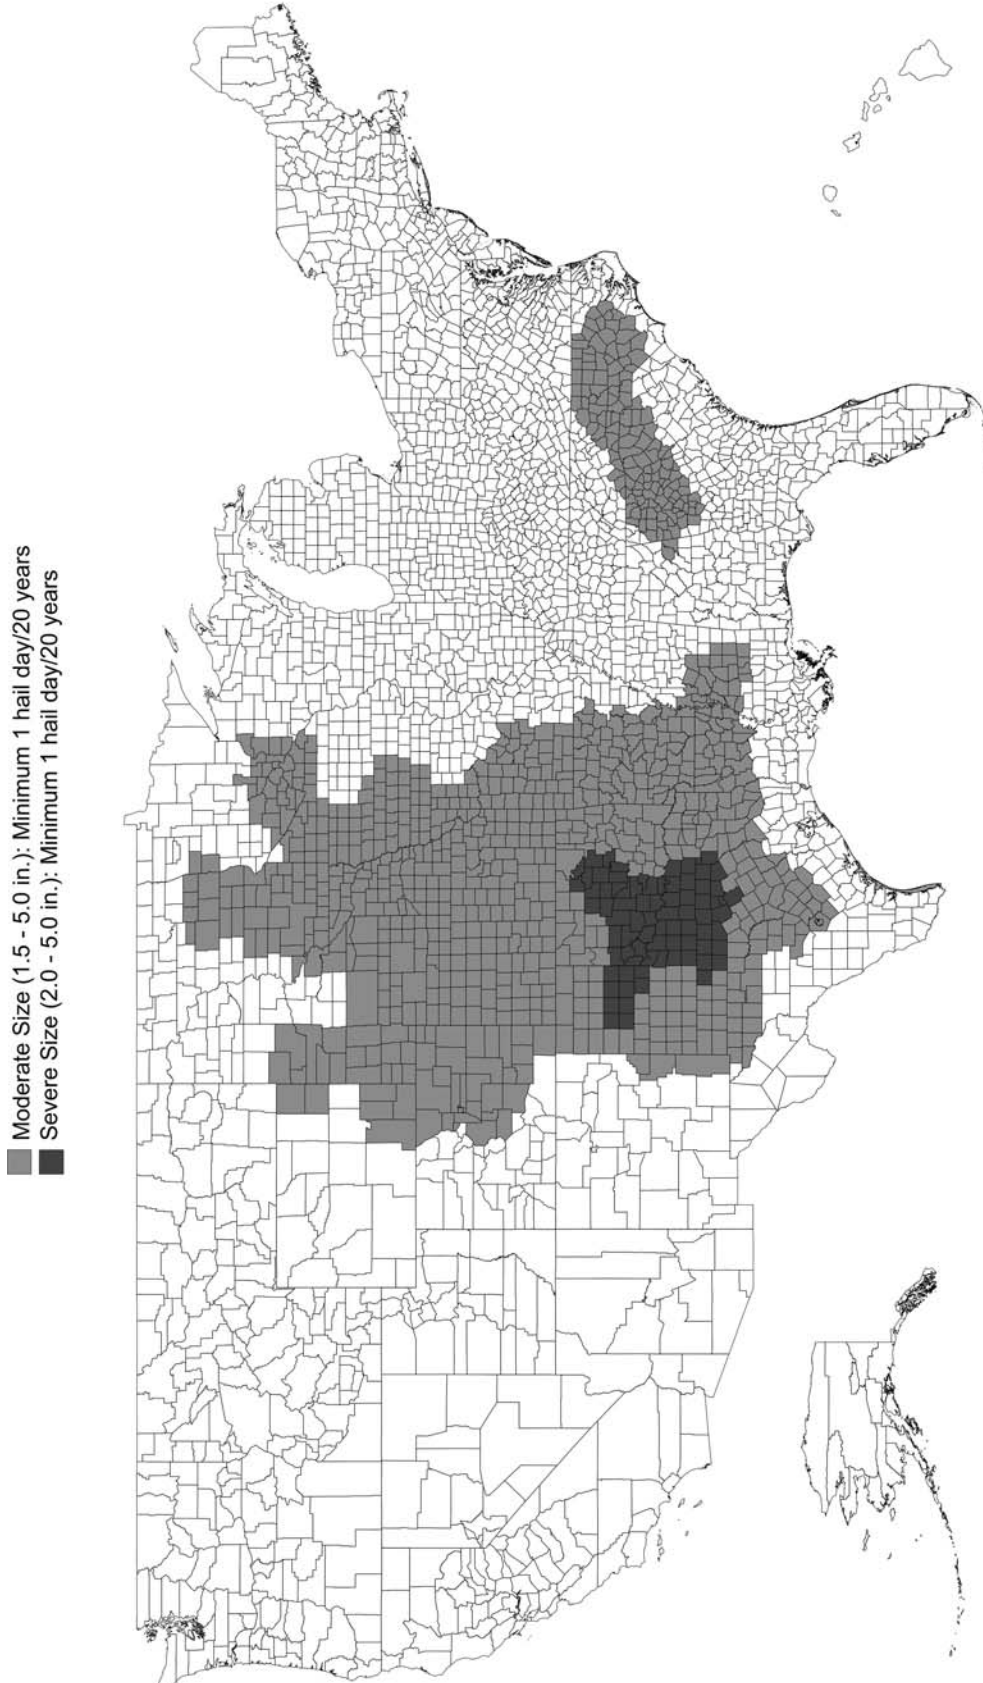 Moderate Size (1.5 - 5.0 in.): Minimum 1 hail day/20 years
Severe Size (2.0 - 5.0 in.): Minimum 1 hail day/20 years